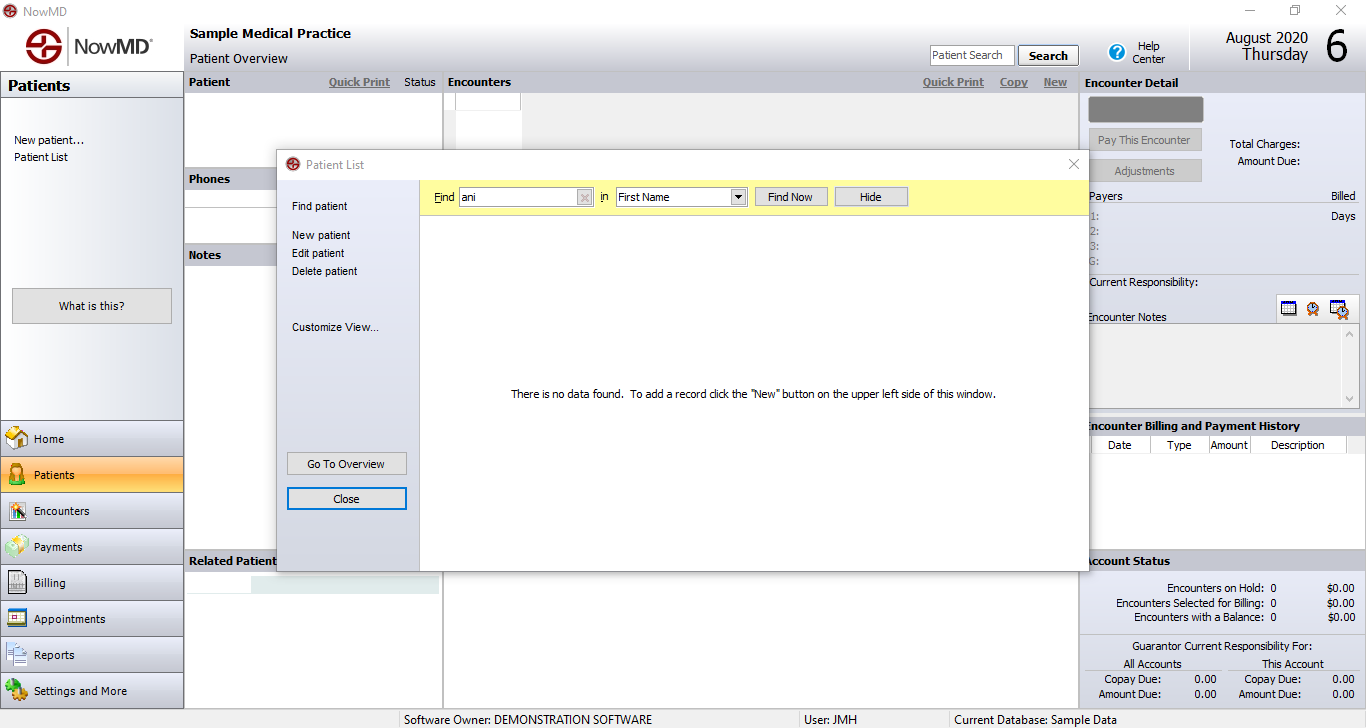 NowMD
NowMD®
Sample Medical Practice
Patient Overview
Patient Search
Search
Help
Center
August 2020
Thursday
6
Patients
New patient...
Patient List
What is this?
Home
Patients
Encounters
Payments
Billing
Appointments
Reports
Settings and More
Patient
Quick Print
Status
Phones
Notes
Related Patient
Encounters
Quick Print
Copy
New
Patient List
Find patient
New patient
Edit patient
Delete patient
Customize View...
Go To Overview
Close
Find ani in First Name Find Now Hide
There is no data found. To add a record click the "New" button on the upper left side of this window.
Encounter Detail
Pay This Encounter
Adjustments
Total Charges:
Amount Due:
Payers
Billed
1:
Days
2:
3:
G:
Current Responsibility:
Encounter Notes
Encounter Billing and Payment History
Date Type Amount Description
Account Status
Encounters on Hold: 0 $0.00
Encounters Selected for Billing: 0 $0.00
Encounters with a Balance: 0 $0.00
Guarantor Current Responsibility For:
All Accounts This Account
Copay Due: 0.00 Copay Due: 0.00
Amount Due: 0.00 Amount Due: 0.00
Software Owner: DEMONSTRATION SOFTWARE
User: JMH
Current Database: Sample Data